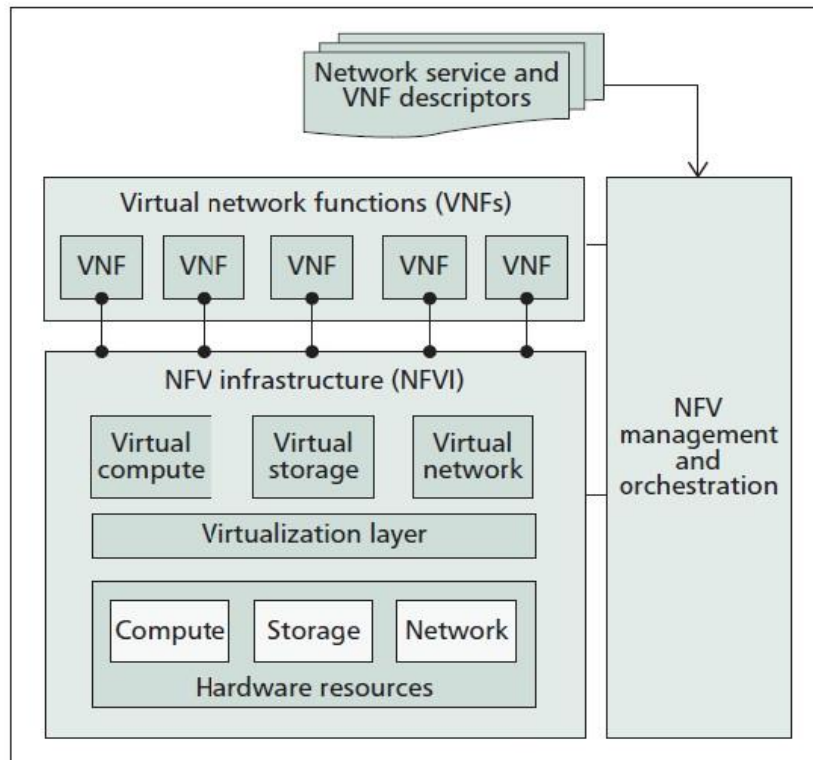 Network service and
VNF descriptors
Virtual network functions (VNFs)
VNF
VNF
VNF
VNF
VNF
NFV infrastructure (NFVI)
Virtual
compute
Virtual
storage
Virtual
network
Virtualization layer
Compute
Storage
Network
Hardware resources
NFV
management
and
orchestration